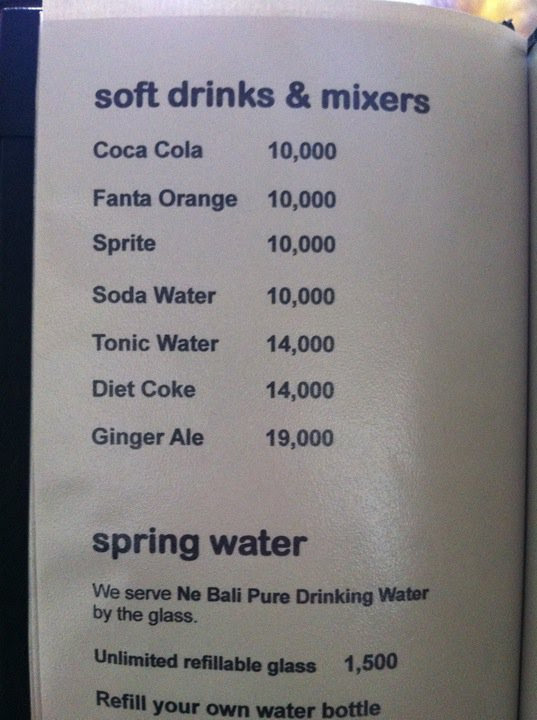 soft drinks & mixers
Coca Cola 10,000
Fanta Orange 10,000
Sprite 10,000
Soda Water 10,000
Tonic Water 14,000
Diet Coke 14,000
Ginger Ale 19,000
spring water
We serve Ne Bali Pure Drinking Water
by the glass.
Unlimited refillable glass 1,500
Refill your own water bottle